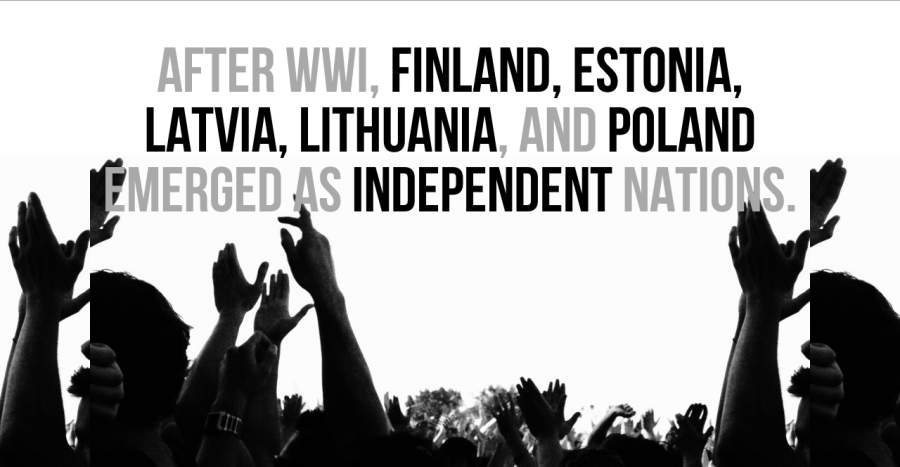 AFTER WWI, FINLAND, ESTONIA,
LATVIA, LITHUANIA, AND POLAND
EMERGED AS INDEPENDENT NATIONS.